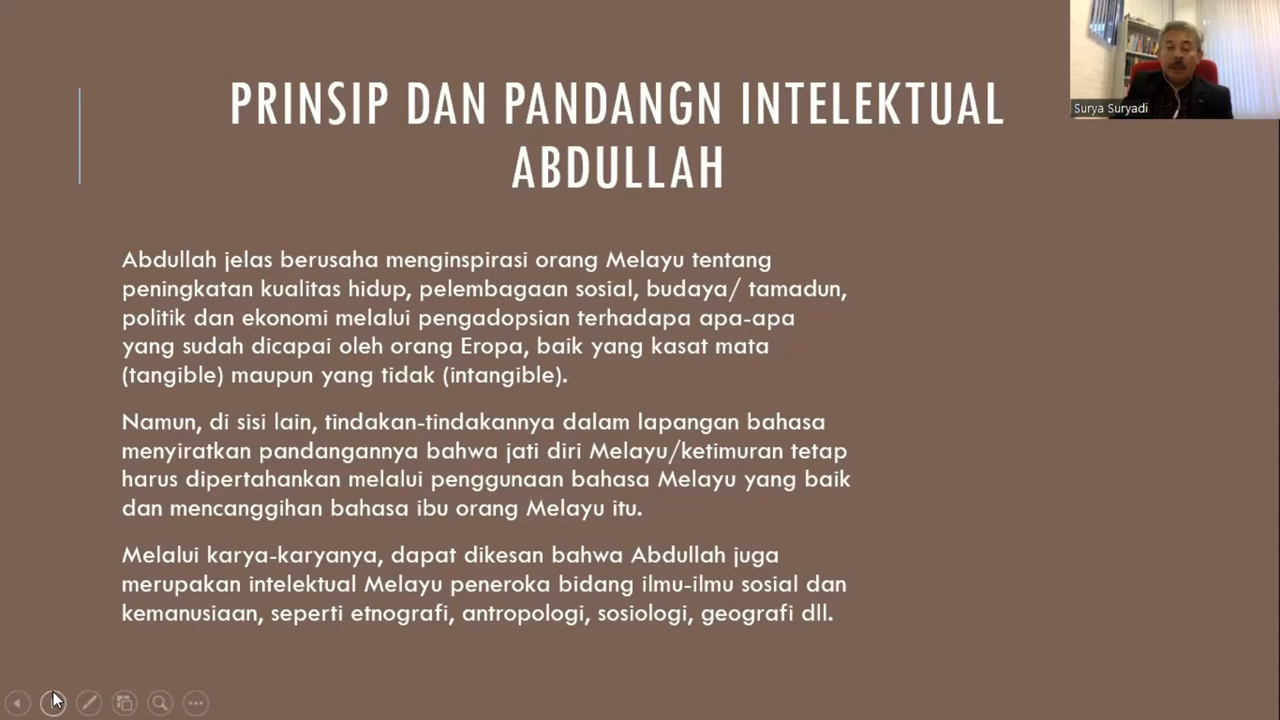 PRINSIP DAN PANDANGN INTELEKTUAL
ABDULLAH
Surya Suryadi
Abdullah jelas berusaha menginspirasi orang Melayu tentang
peningkatan kualitas hidup, pelembagaan sosial, budaya/ tamadun,
politik dan ekonomi melalui pengadopsian terhadapa apa-apa
yang sudah dicapai oleh orang Eropa, baik yang kasat mata
(tangible) maupun yang tidak (intangible).
Namun, di sisi lain, tindakan-tindakannya dalam lapangan bahasa
menyiratkan pandangannya bahwa jati diri Melayu/ketimuran tetap
harus dipertahankan melalui penggunaan bahasa Melayu yang baik
dan mencanggihan bahasa ibu orang Melayu itu.
Melalui karya-karyanya, dapat dikesan bahwa Abdullah juga
merupakan intelektual Melayu peneroka bidang ilmu-ilmu sosial dan
kemanusiaan, seperti etnografi, antropologi, sosiologi, geografi dll.